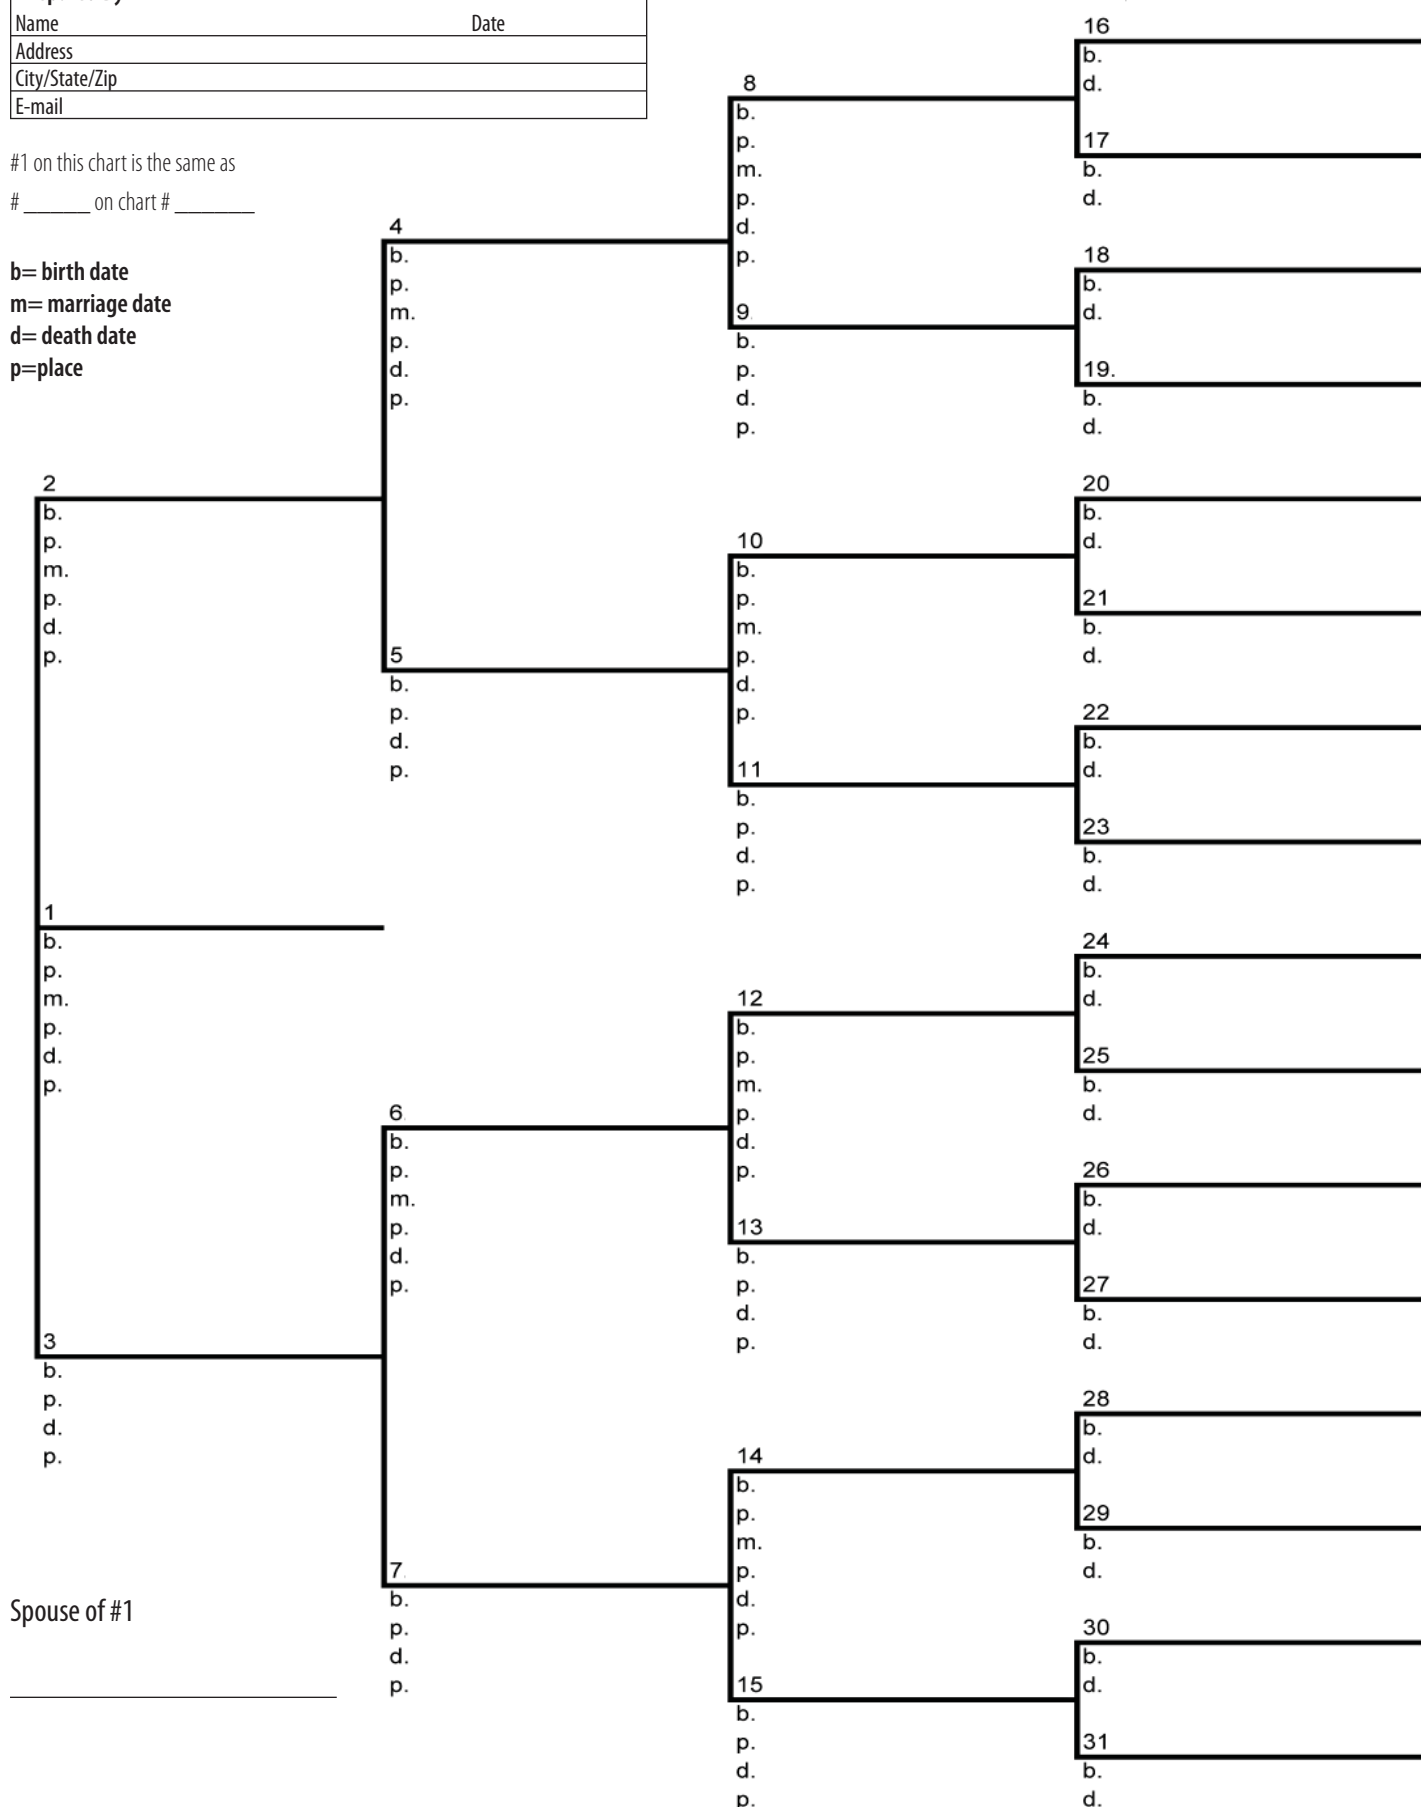 Name Date
Address
City/State/Zip
E-mail
#1 on this chart is the same as
# _____ on chart # ______
b= birth date
m= marriage date
d= death date
p=place
2
b.
p.
m.
p.
d.
p.
1
b.
p.
m.
p.
d.
p.
3
b.
p.
d.
p.
Spouse of #1
4
b.
p.
m.
p.
d.
p.
5
b.
p.
d.
p.
6
b.
p.
m.
p.
d.
p.
7
b.
p.
d.
p.
8
b.
p.
m.
p.
d.
p.
9
b.
p.
d.
p.
10
b.
p.
m.
p.
d.
p.
11
b.
p.
d.
p.
12
b.
p.
m.
p.
d.
p.
13
b.
p.
d.
p.
14
b.
p.
m.
p.
d.
p.
15
b.
p.
d.
p.
16
b.
d.
17
b.
d.
18
b.
d.
19.
b.
d.
20
b.
d.
21
b.
d.
22
b.
d.
23
b.
d.
24
b.
d.
25
b.
d.
26
b.
d.
27
b.
d.
28
b.
d.
29
b.
d.
30
b.
d.
31
b.
d.